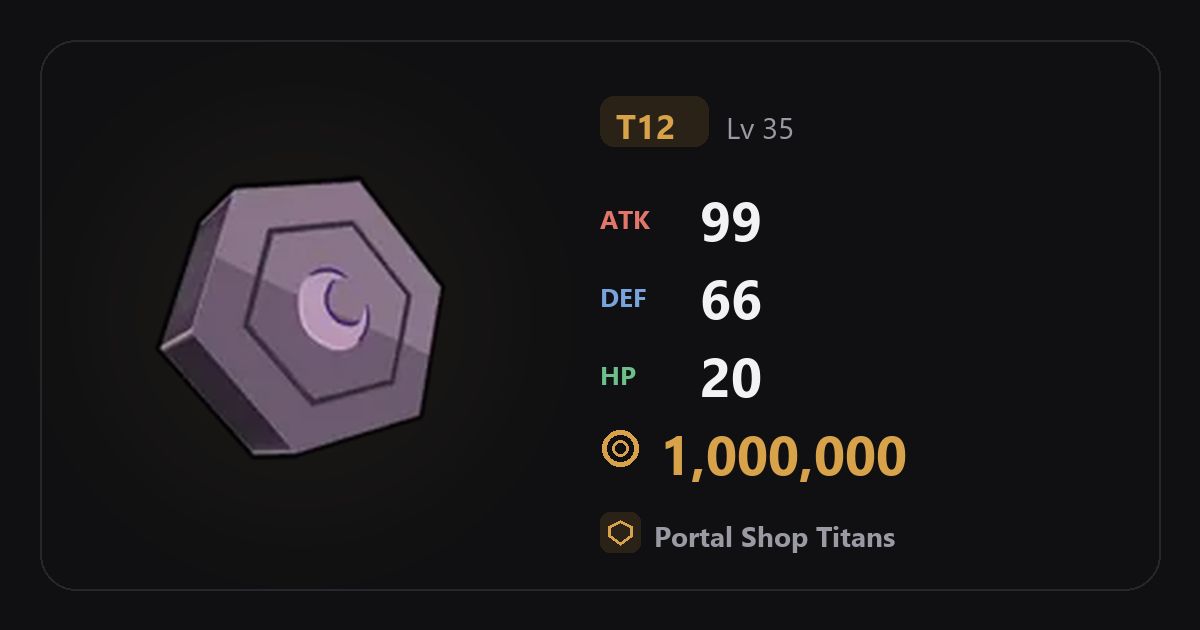 T12 Lv 35
ATK 99
DEF 66
HP 20
1,000,000
Portal Shop Titans